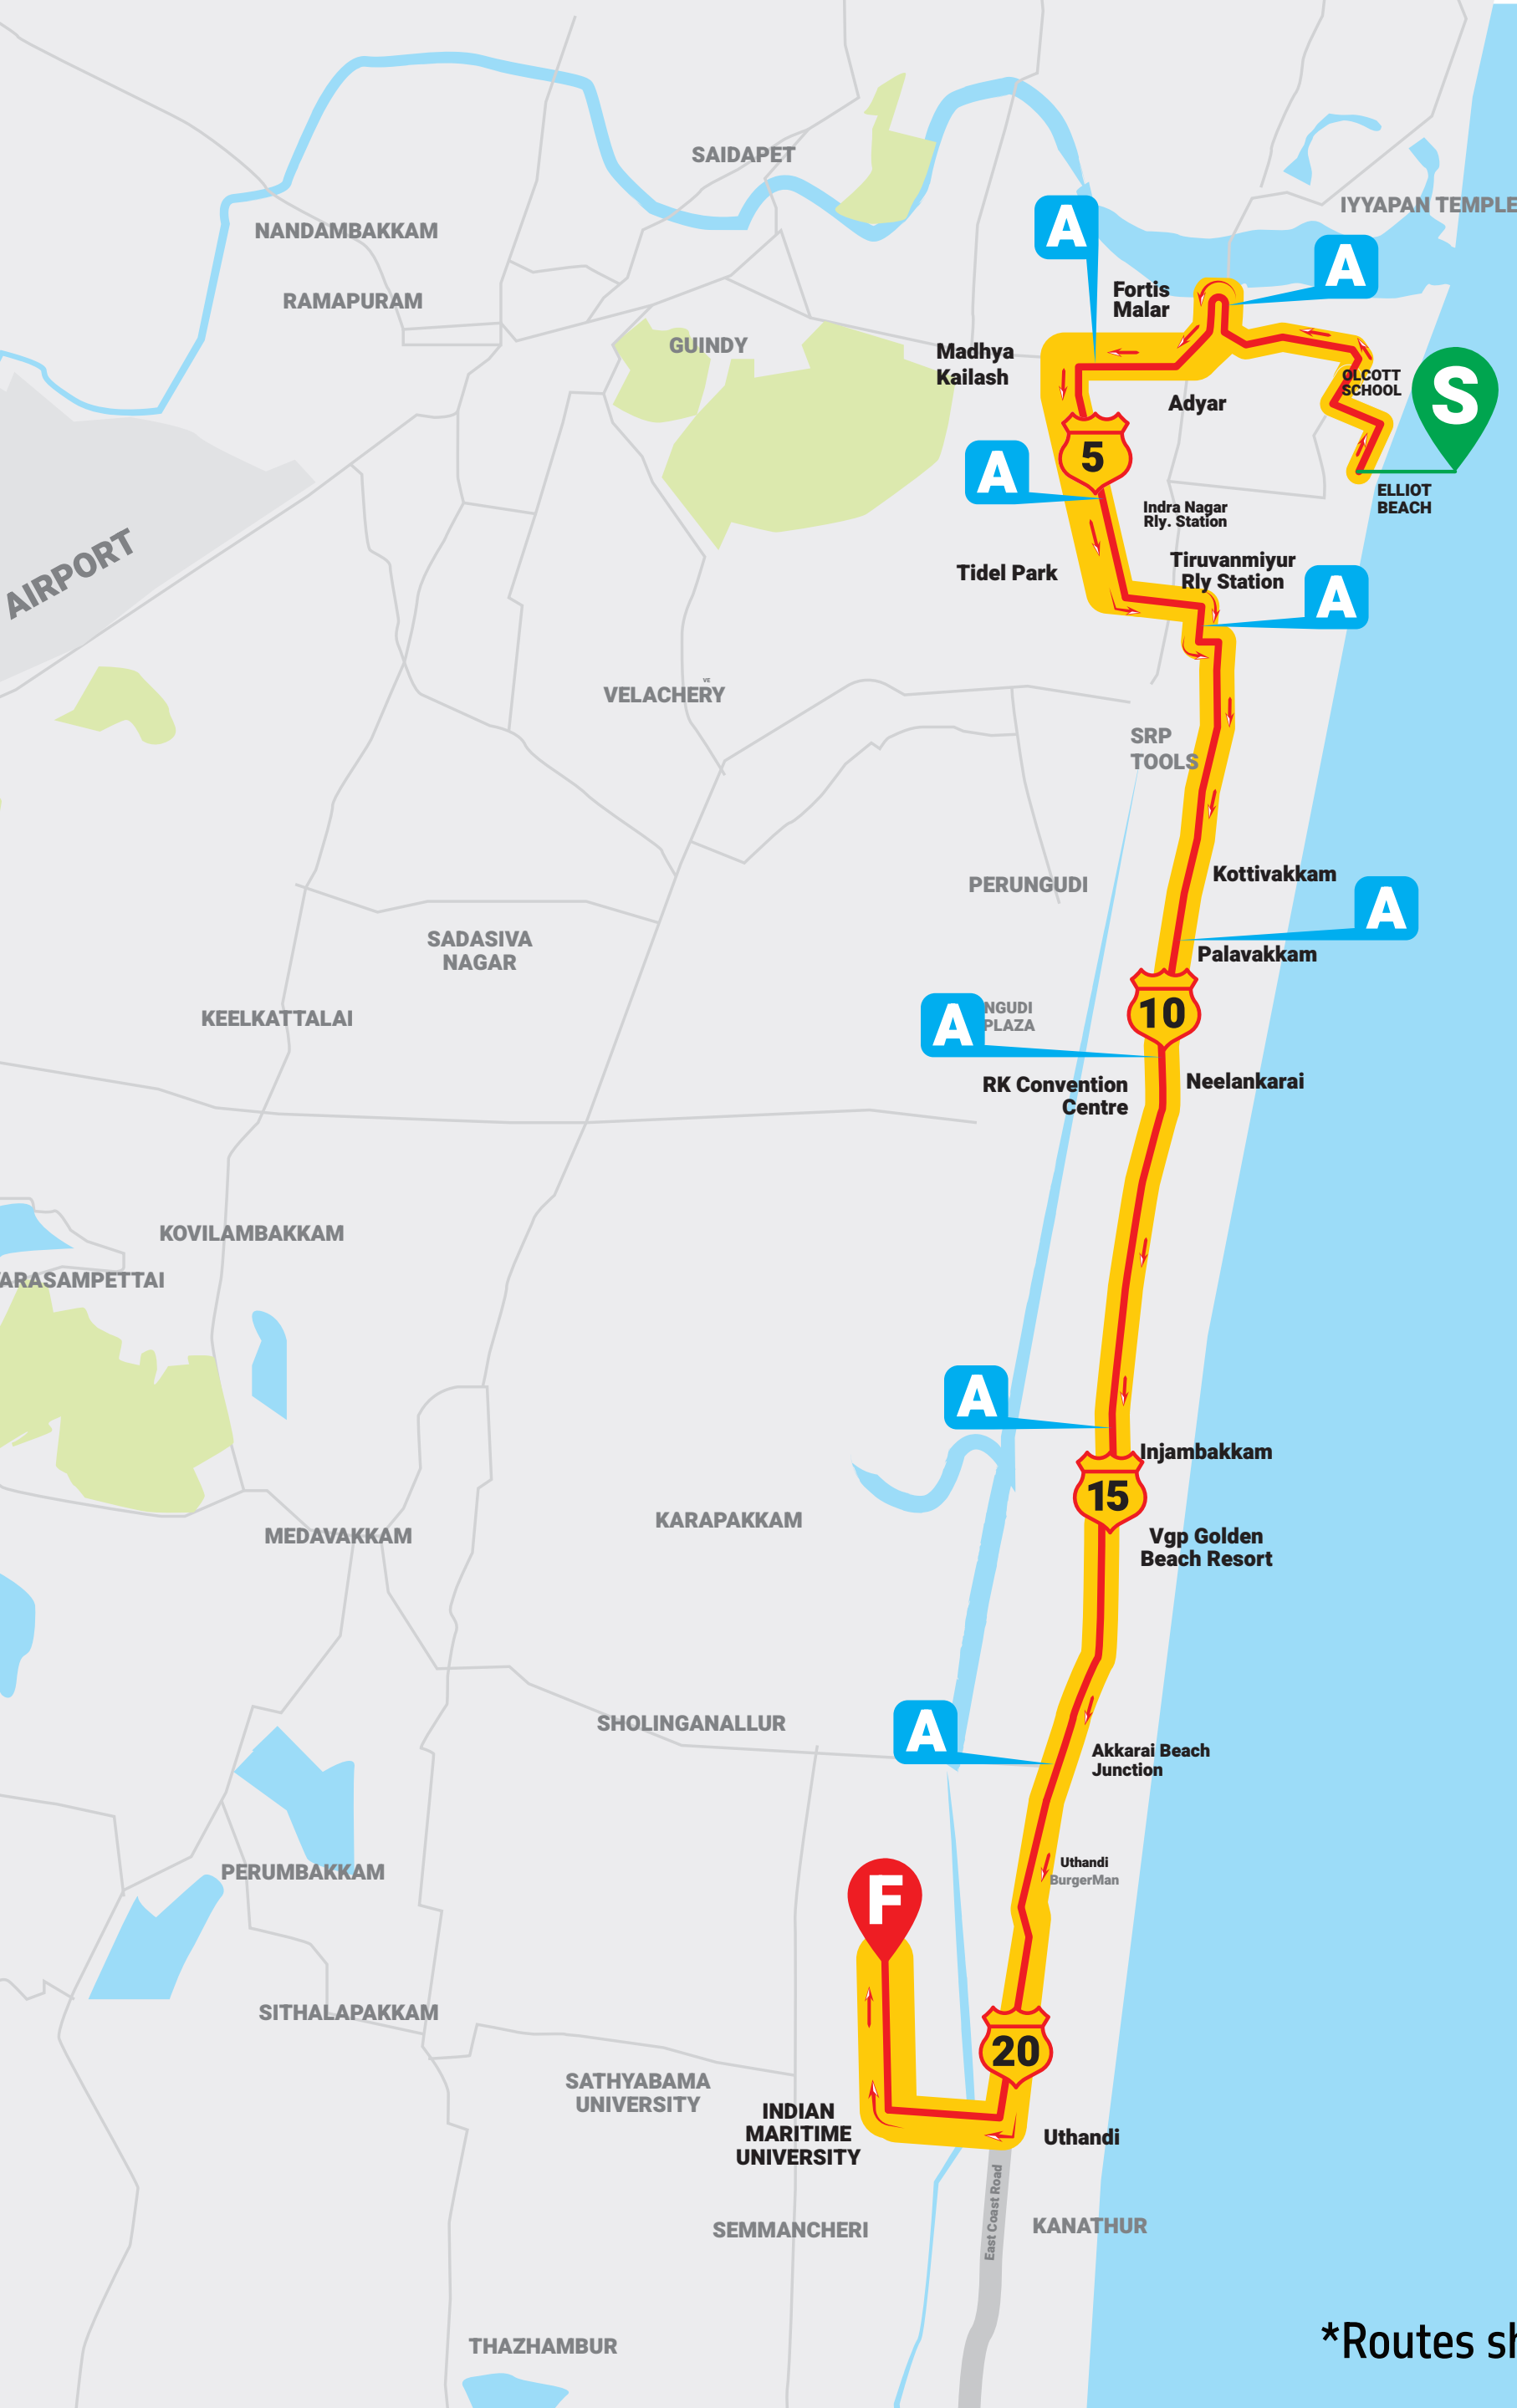 SAIDAPET
IYYAPAN TEMPLE
NANDAMBAKKAM
A
A
RAMAPURAM
Fortis
Malar
GUINDY
Madhya
Kailash
OLCOTT
SCHOOL
S
Adyar
5
A
ELLIOT
BEACH
Indra Nagar
Rly. Station
AIRPORT
Tidel Park
Tiruvanmiyur
Rly Station
A
VE
VELACHERY
SRP
TOOLS
Kottivakkam
PERUNGUDI
A
SADASIVA
NAGAR
Palavakkam
KEELKATTALAI
10
NGUDI
PLAZA
A
RK Convention
Centre
Neelankarai
KOVILAMBAKKAM
ARASAMPETTAI
A
Injambakkam
15
KARAPAKKAM
MEDAVAKKAM
Vgp Golden
Beach Resort
SHOLINGANALLUR
A
Akkarai Beach
Junction
PERUMBAKKAM
Uthandi
BurgerMan
F
SITHALAPAKKAM
20
SATHYABAMA
UNIVERSITY
INDIAN
MARITIME
UNIVERSITY
Uthandi
East Coast Road
SEMMANCHERI
KANATHUR
THAZHAMBUR
*Routes sh